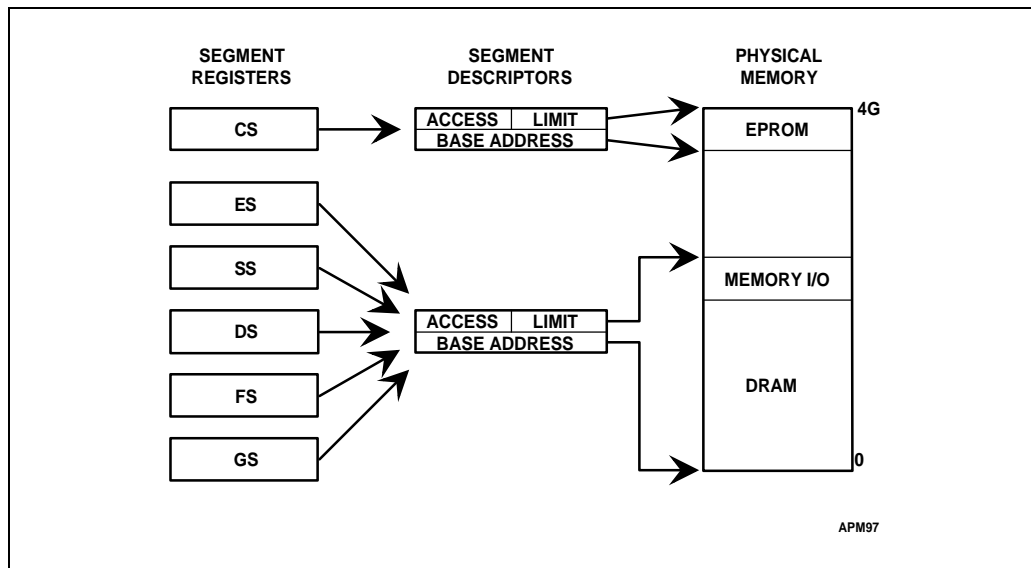 SEGMENT
REGISTERS
SEGMENT
DESCRIPTORS
PHYSICAL
MEMORY
CS
ACCESS LIMIT
BASE ADDRESS
4G
EPROM
ES
SS
DS
FS
GS
ACCESS LIMIT
BASE ADDRESS
MEMORY I/O
DRAM
0
APM97